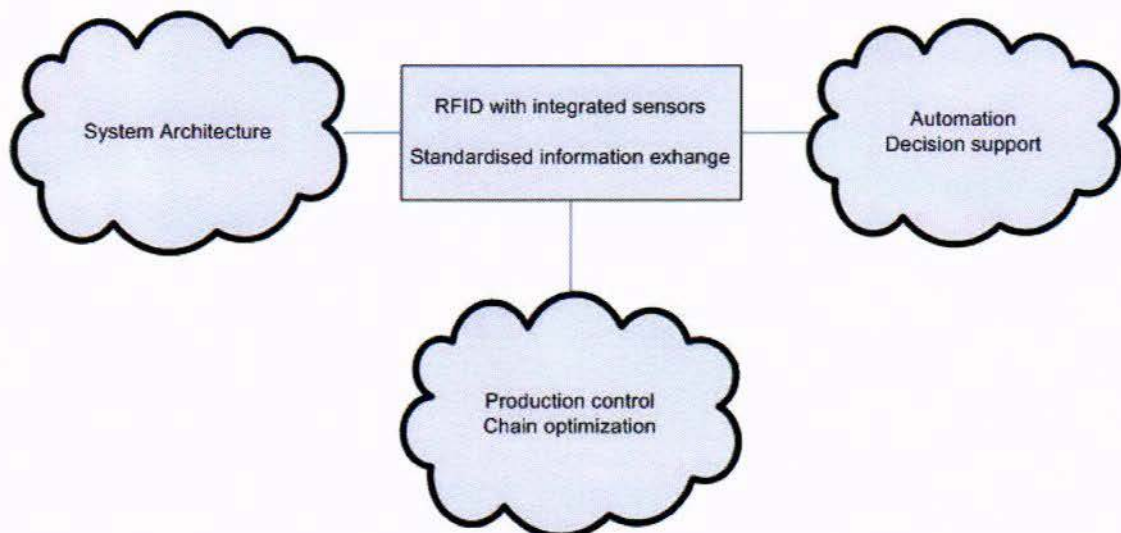 System Architecture
RFID with integrated sensors
Standardised information exhange
Automation
Decision support
Production control
Chain optimization